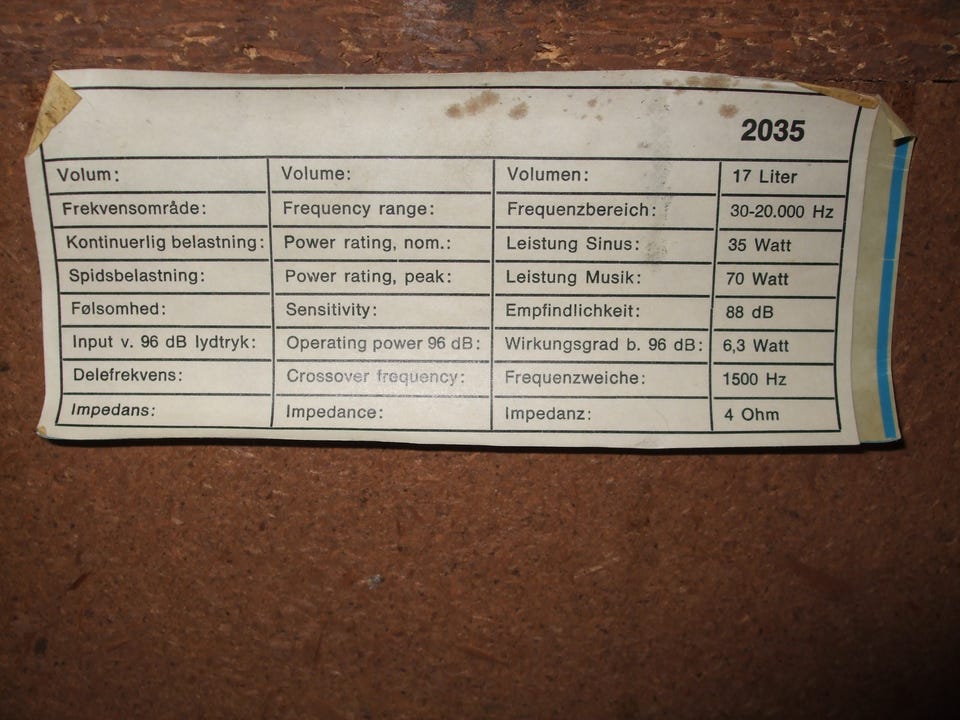 2035
Volum: Volume: Volumen: 17 Liter
Frekvensområde: Frequency range: Frequenzbereich: 30-20.000 Hz
Kontinuerlig belastning: Power rating, nom.: Leistung Sinus: 35 Watt
Spidsbelastning: Power rating, peak: Leistung Musik: 70 Watt
Følsomhed: Sensitivity: Empfindlichkeit: 88 dB
Input v. 96 dB lydtryk: Operating power 96 dB: Wirkungsgrad b. 96 dB: 6,3 Watt
Delefrekvens: Crossover frequency: Frequenzweiche: 1500 Hz
Impedans: Impedance: Impedanz: 4 Ohm